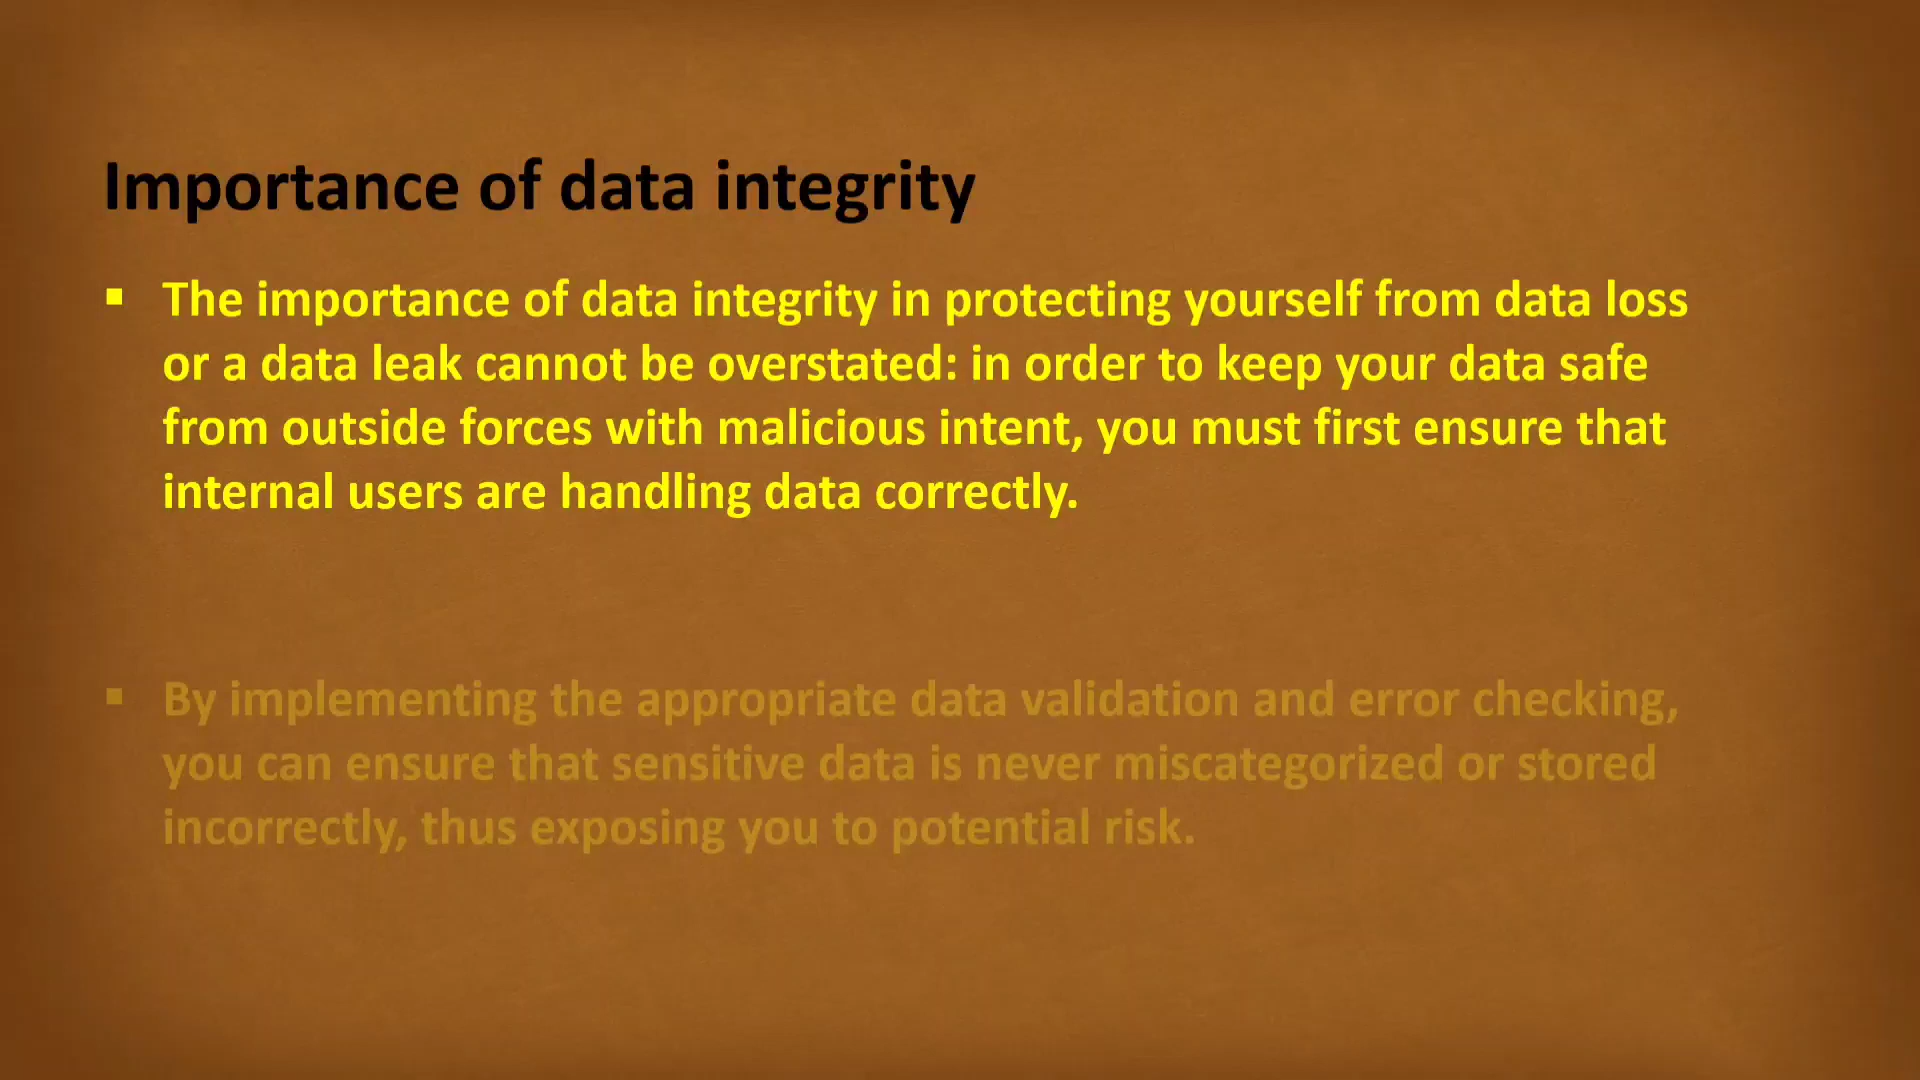 Importance of data integrity
▪ The importance of data integrity in protecting yourself from data loss
or a data leak cannot be overstated: in order to keep your data safe
from outside forces with malicious intent, you must first ensure that
internal users are handling data correctly.
▪ By implementing the appropriate data validation and error checking,
you can ensure that sensitive data is never miscategorized or stored
incorrectly, thus exposing you to potential risk.